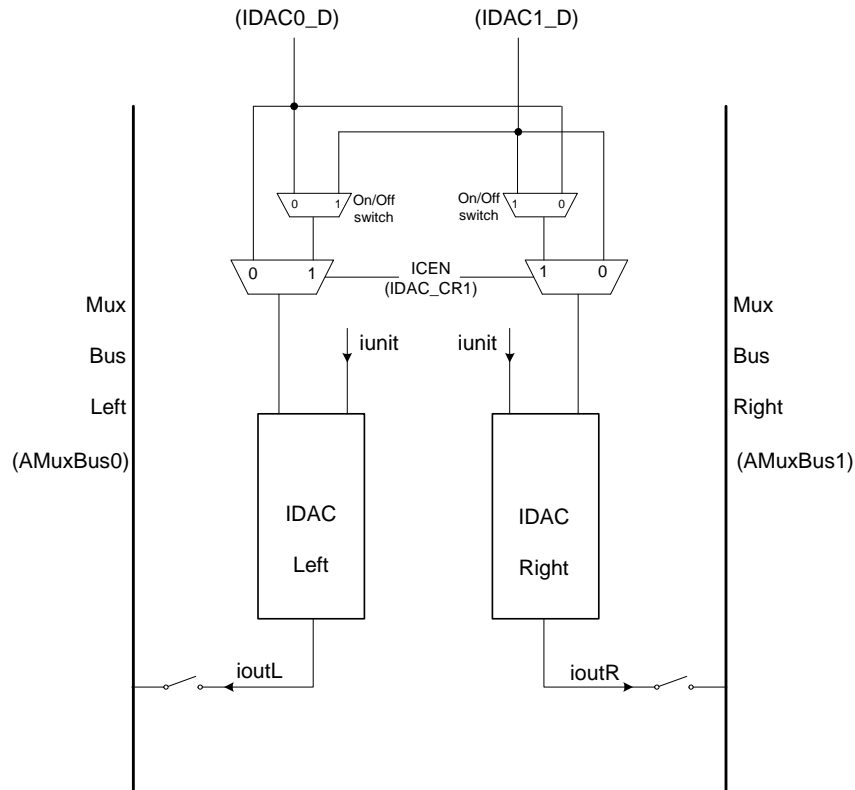 (IDAC0_D)
(IDAC1_D)
0
1
On/Off
switch
On/Off
switch
1
0
0
1
ICEN
(IDAC_CR1)
1
0
Mux
Bus
Left
(AMuxBus0)
iunit
iunit
Mux
Bus
Right
(AMuxBus1)
IDAC
Left
IDAC
Right
ioutL
ioutR